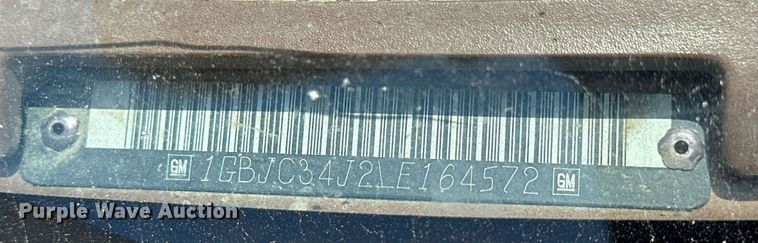 GM 1GBJC34J2LE164572 GM
Purple Wave Auction